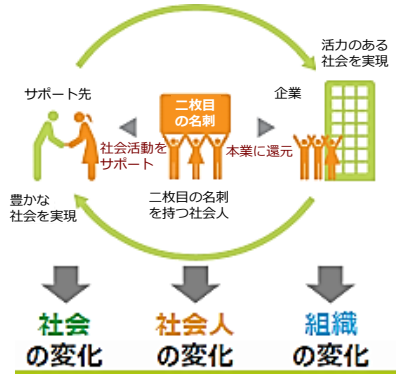 活力のある
社会を実現
サポート先
二枚目
の名刺
企業
社会活動を
サポート
本業に還元
豊かな
社会を実現
二枚目の名刺
を持つ社会人
社会
の変化
社会人
の変化
組織
の変化